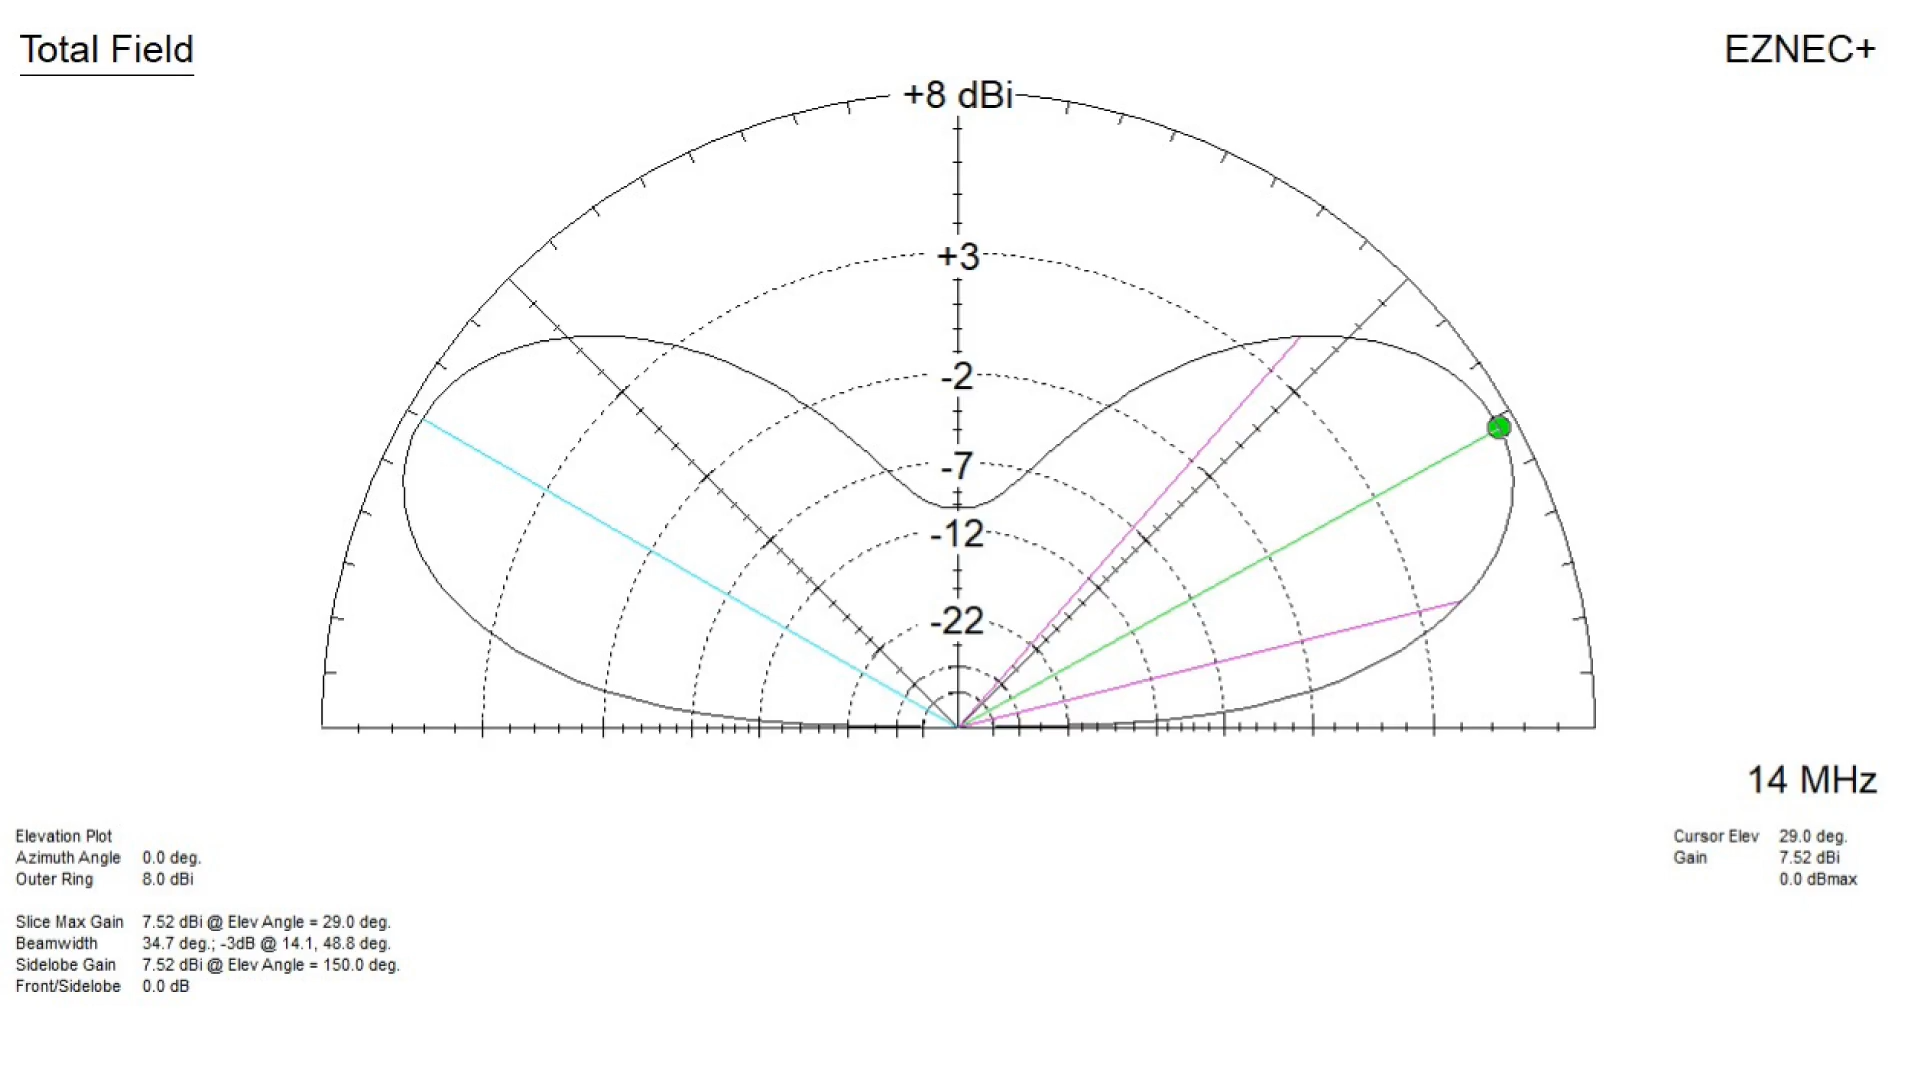 Total Field
EZNEC+
+8 dBi
+3
-2
-7
-12
-22
14 MHz
Elevation Plot
Azimuth Angle 0.0 deg.
Outer Ring 8.0 dBi
Slice Max Gain 7.52 dBi @ Elev Angle = 29.0 deg.
Beamwidth 34.7 deg.; -3dB @ 14.1, 48.8 deg.
Sidelobe Gain 7.52 dBi @ Elev Angle = 150.0 deg.
Front/Sidelobe 0.0 dB
Cursor Elev 29.0 deg.
Gain 7.52 dBi
0.0 dBmax